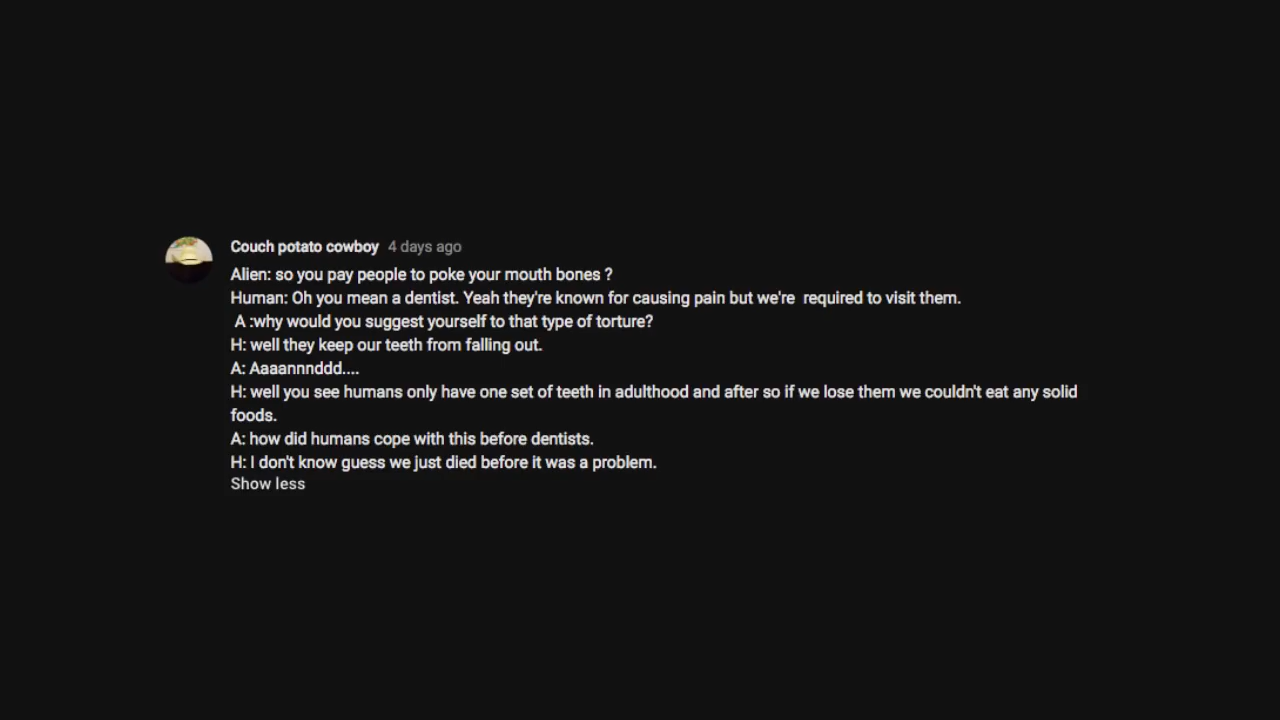 Couch potato cowboy 4 days ago
Alien: so you pay people to poke your mouth bones ?
Human: Oh you mean a dentist. Yeah they're known for causing pain but we're  required to visit them.
A :why would you suggest yourself to that type of torture?
H: well they keep our teeth from falling out.
A: Aaaannnddd....
H: well you see humans only have one set of teeth in adulthood and after so if we lose them we couldn't eat any solid
foods.
A: how did humans cope with this before dentists.
H: I don't know guess we just died before it was a problem.
Show less